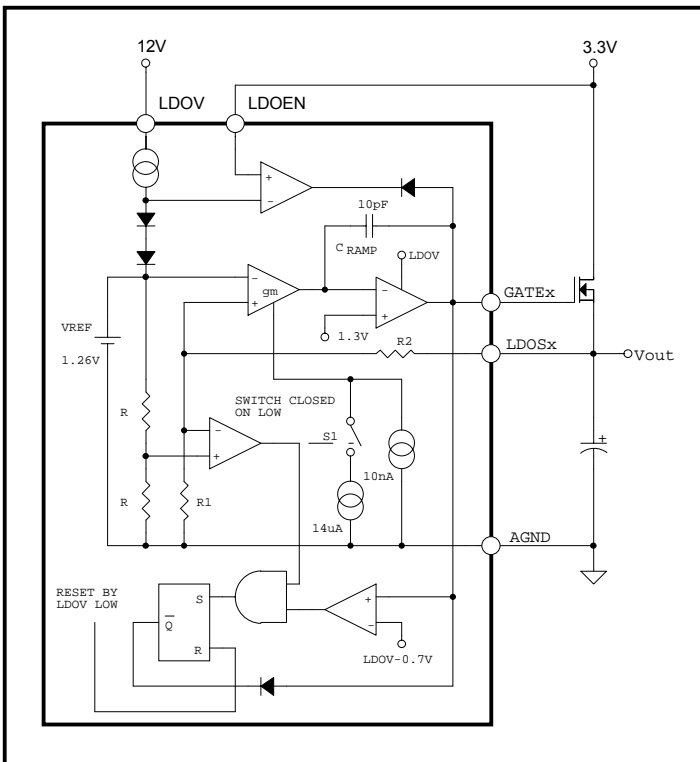 12V
3.3V
LDOV
LDOEN
+
−
10pF
C RAMP
LDOV
−
gm
+
−
+
GATEx
1.3V
VREF
1.26V
R2
LDOSx
Vout
SWITCH CLOSED
ON LOW
R
−
+
S1
10nA
+
R
R1
14uA
AGND
RESET BY
LDOV LOW
S
Q
R
+
−
LDOV-0.7V